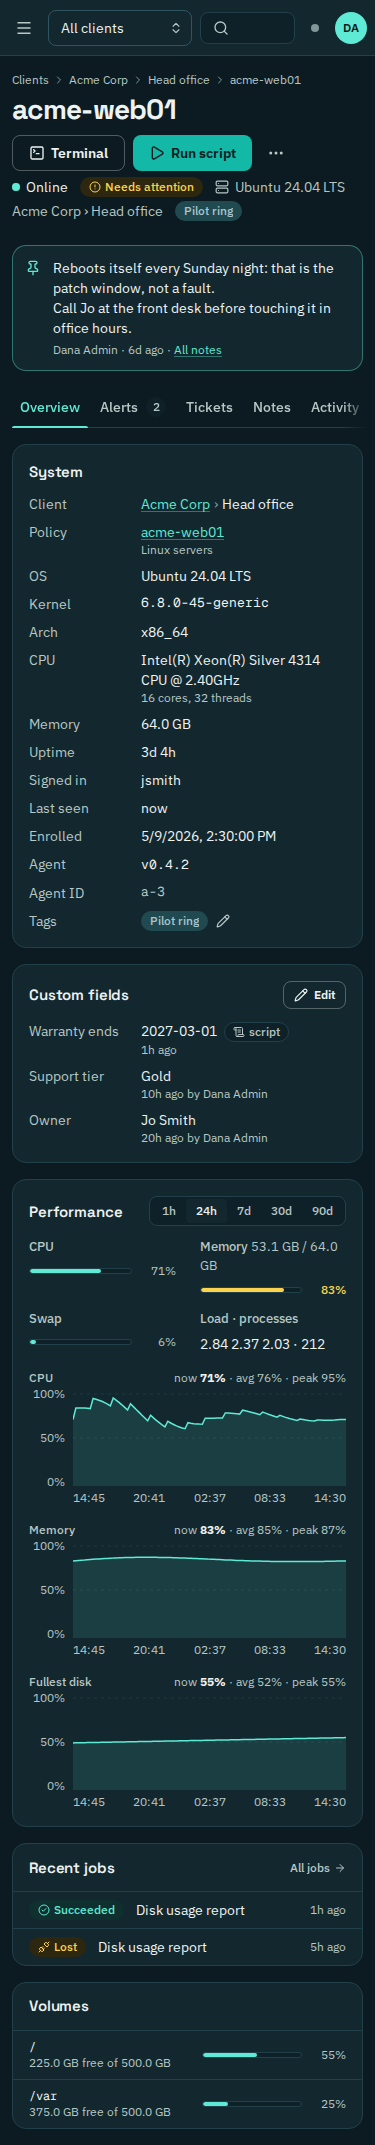 All clients
DA
Clients > Acme Corp > Head office > acme-web01
acme-web01
Terminal
Run script
Online
Needs attention
Ubuntu 24.04 LTS
Acme Corp › Head office
Pilot ring
Reboots itself every Sunday night: that is the
patch window, not a fault.
Call Jo at the front desk before touching it in
office hours.
Dana Admin · 6d ago · All notes
Overview
Alerts 2
Tickets
Notes
Activity
System
Client
Acme Corp › Head office
Policy
acme-web01
Linux servers
OS
Ubuntu 24.04 LTS
Kernel
6.8.0-45-generic
Arch
x86_64
CPU
Intel(R) Xeon(R) Silver 4314
CPU @ 2.40GHz
16 cores, 32 threads
Memory
64.0 GB
Uptime
3d 4h
Signed in
jsmith
Last seen
now
Enrolled
5/9/2026, 2:30:00 PM
Agent
v0.4.2
Agent ID
a-3
Tags
Pilot ring
Custom fields
Edit
Warranty ends
2027-03-01 script
1h ago
Support tier
Gold
10h ago by Dana Admin
Owner
Jo Smith
20h ago by Dana Admin
Performance
1h 24h 7d 30d 90d
CPU
71%
Memory 53.1 GB / 64.0
GB
83%
Swap
6%
Load · processes
2.84 2.37 2.03 · 212
CPU
now 71% · avg 76% · peak 95%
100%
50%
0%
14:45 20:41 02:37 08:33 14:30
Memory
now 83% · avg 85% · peak 87%
100%
50%
0%
14:45 20:41 02:37 08:33 14:30
Fullest disk
now 55% · avg 52% · peak 55%
100%
50%
0%
14:45 20:41 02:37 08:33 14:30
Recent jobs
All jobs →
Succeeded Disk usage report 1h ago
Lost Disk usage report 5h ago
Volumes
/
225.0 GB free of 500.0 GB
55%
/var
375.0 GB free of 500.0 GB
25%